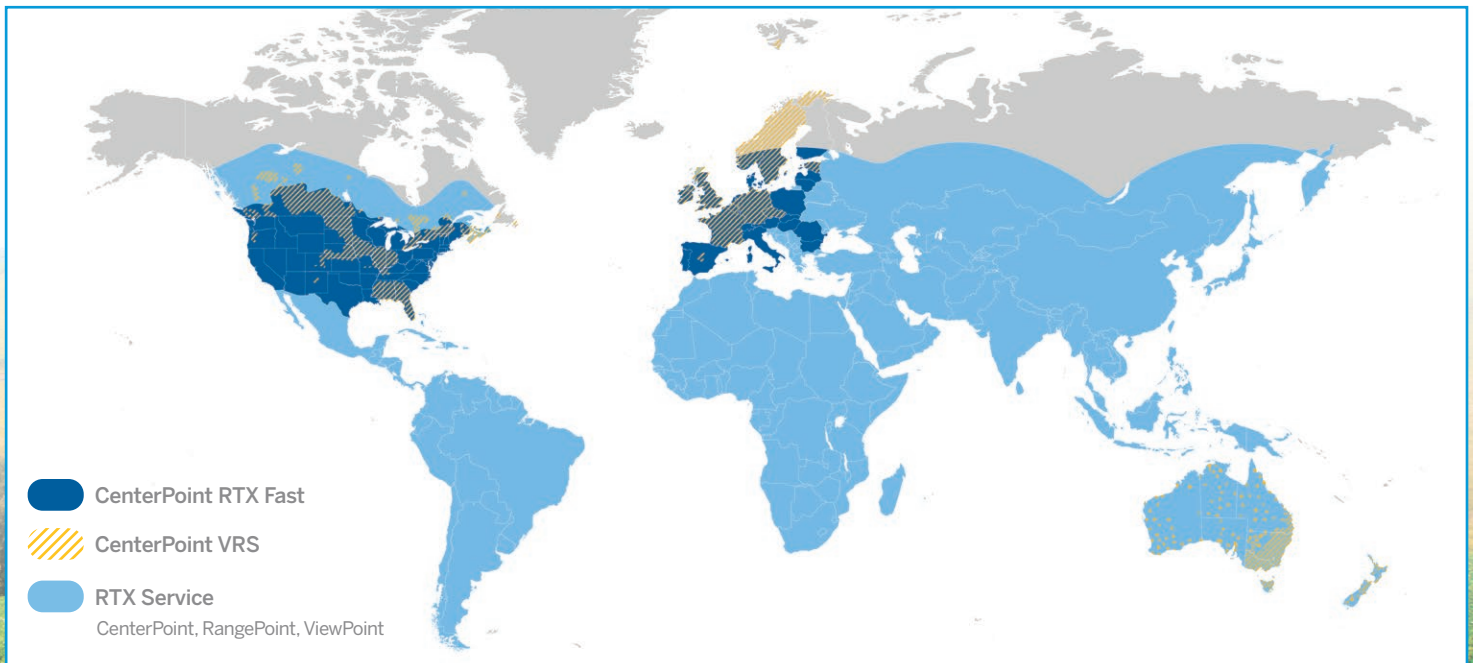 CenterPoint RTX Fast
CenterPoint VRS
RTX Service
CenterPoint, RangePoint, ViewPoint